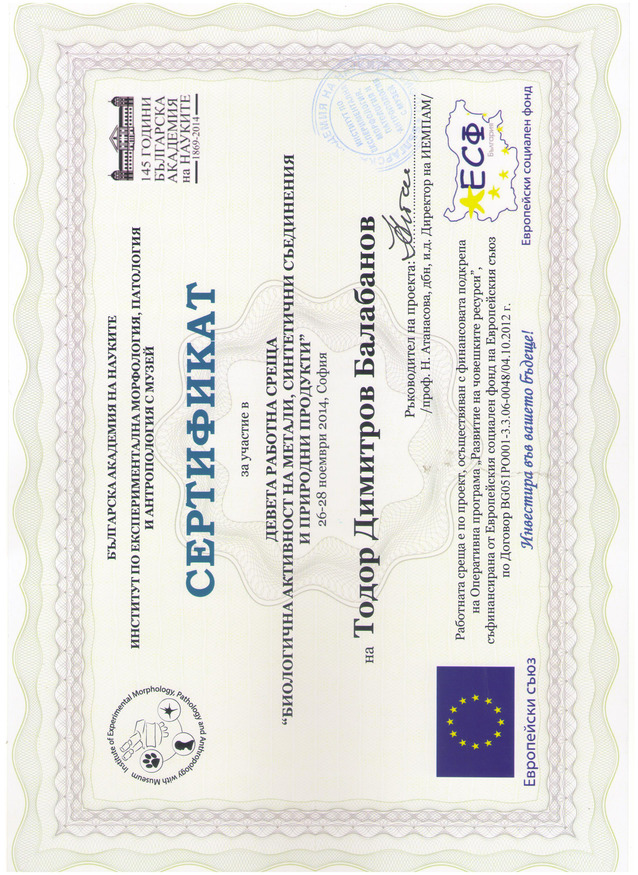 БЪЛГАРСКА АКАДЕМИЯ НА НАУКИТЕ
ИНСТИТУТ ПО ЕКСПЕРИМЕНТАЛНА МОРФОЛОГИЯ, ПАТОЛОГИЯ
И АНТРОПОЛОГИЯ С МУЗЕЙ
Institute of Experimental Morphology, Pathology and Anthropology with Museum
145 ГОДИНИ
БЪЛГАРСКА
АКАДЕМИЯ
на НАУКИТЕ
1869-2014
СЕРТИФИКАТ
за участие в
ДЕВЕТА РАБОТНА СРЕЩА
“БИОЛОГИЧНА АКТИВНОСТ НА МЕТАЛИ, СИНТЕТИЧНИ СЪЕДИНЕНИЯ
И ПРИРОДНИ ПРОДУКТИ”
26-28 ноември 2014, София
на Тодор Димитров Балабанов
Ръководител на проекта:
/проф. Н. Атанасова, дбн, и.д. Директор на ИЕМПАМ/
Работната среща е по проект, осъществяван с финансовата подкрепа
на Оперативна програма „Развитие на човешките ресурси”,
съфинансирана от Европейския социален фонд на Европейския съюз
по Договор BG051PO001-3.3.06-0048/04.10.2012 г.
Инвестира във вашето бъдеще!
Европейски съюз
ЕСФ
България
Европейски социален фонд